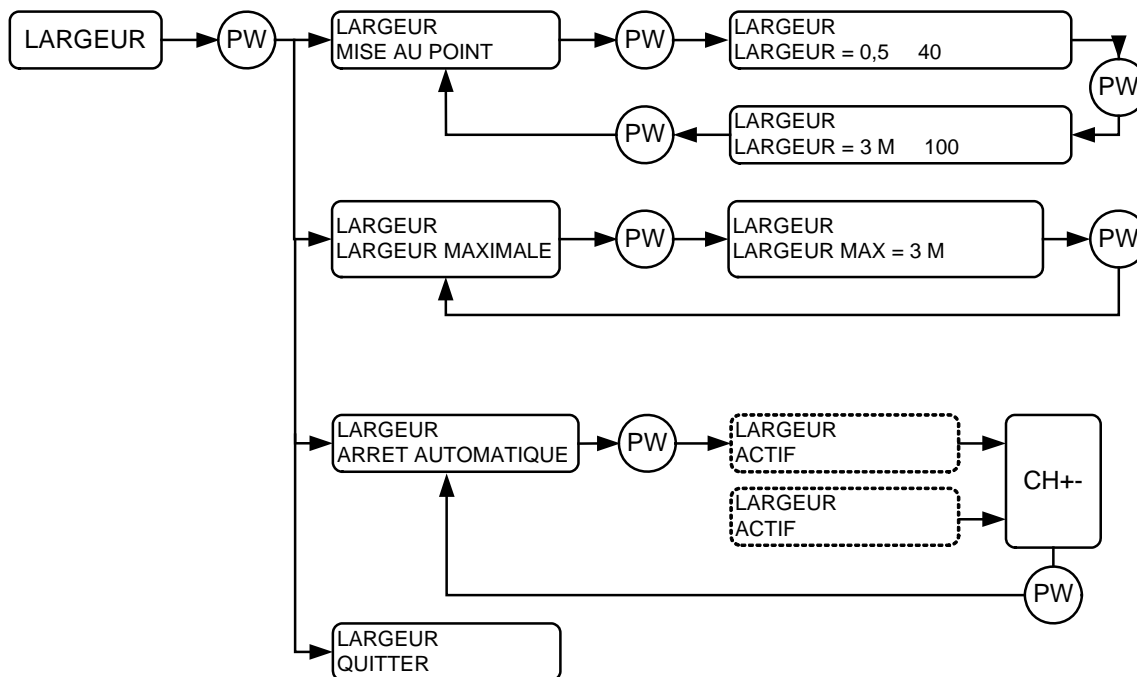 LARGEUR
PW
LARGEUR
MISE AU POINT
PW
LARGEUR
LARGEUR = 0,5 40
PW
LARGEUR
LARGEUR = 3 M 100
PW
LARGEUR
LARGEUR MAXIMALE
PW
LARGEUR
LARGEUR MAX = 3 M
PW
LARGEUR
ARRET AUTOMATIQUE
PW
LARGEUR
ACTIF
LARGEUR
ACTIF
CH+-
PW
LARGEUR
QUITTER